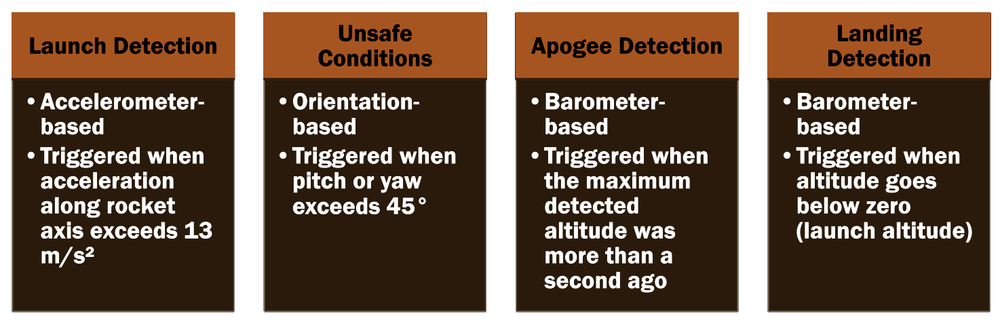 Launch Detection
• Accelerometer-
based
• Triggered when
acceleration
along rocket
axis exceeds 13
m/s²
Unsafe
Conditions
• Orientation-
based
• Triggered when
pitch or yaw
exceeds 45°
Apogee Detection
• Barometer-
based
• Triggered when
the maximum
detected
altitude was
more than a
second ago
Landing
Detection
• Barometer-
based
• Triggered when
altitude goes
below zero
(launch altitude)